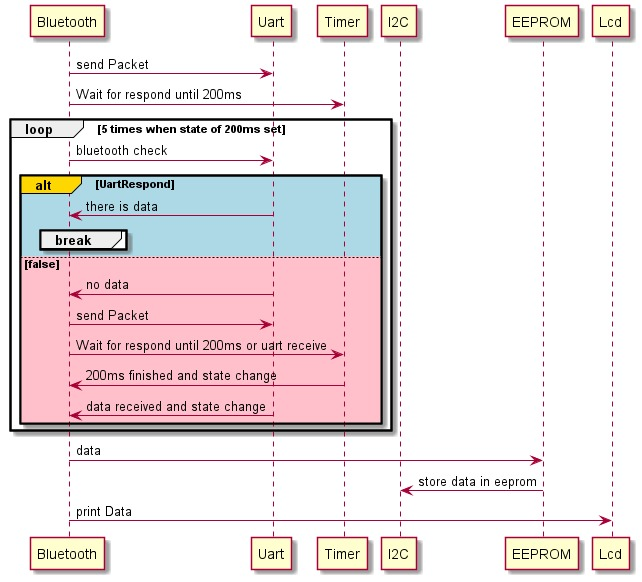 Bluetooth Uart Timer I2C EEPROM Lcd
send Packet
Wait for respond until 200ms
loop [5 times when state of 200ms set]
bluetooth check
alt [UartRespond]
there is data
break
[false]
no data
send Packet
Wait for respond until 200ms or uart receive
200ms finished and state change
data received and state change
data
store data in eeprom
print Data
Bluetooth Uart Timer I2C EEPROM Lcd